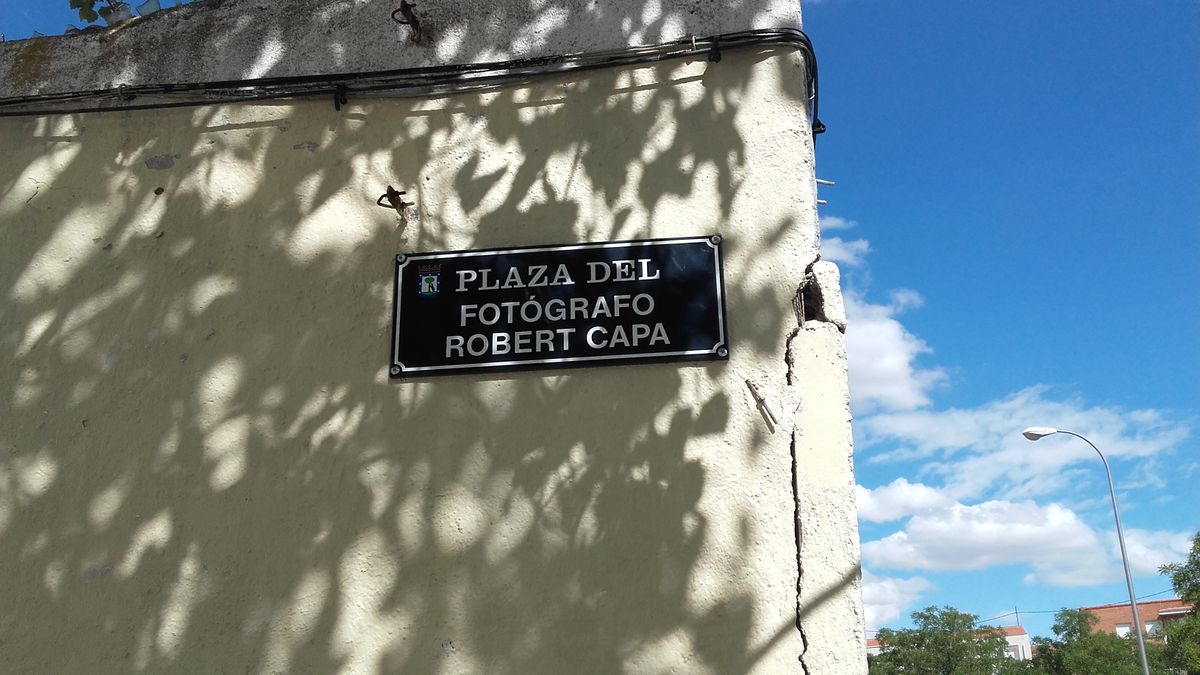 PLAZA DEL
FOTÓGRAFO
ROBERT CAPA